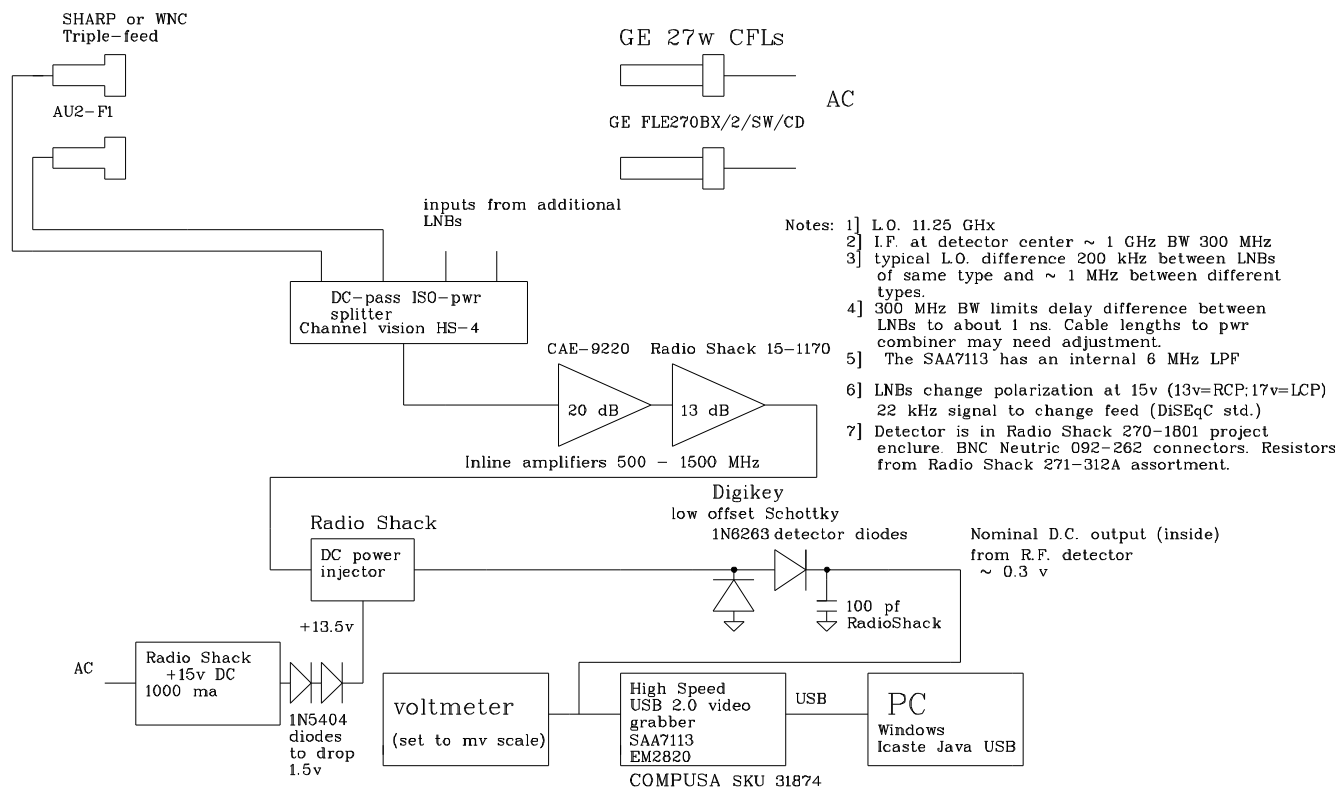 SHARP or WNC
Triple-feed
AU2-F1
GE 27w CFLs
AC
GE FLE270BX/2/SW/CD
inputs from additional
LNBs
DC-pass ISO-pwr
splitter
Channel vision HS-4
CAE-9220
Radio Shack 15-1170
20 dB
13 dB
Inline amplifiers 500 - 1500 MHz
Notes: 1] L.O. 11.25 GHx
2] I.F. at detector center ~ 1 GHz BW 300 MHz
3] typical L.O. difference 200 kHz between LNBs
of same type and ~ 1 MHz between different
types.
4] 300 MHz BW limits delay difference between
LNBs to about 1 ns. Cable lengths to pwr
combiner may need adjustment.
5] The SAA7113 has an internal 6 MHz LPF
6] LNBs change polarization at 15v (13v=RCP;17v=LCP)
22 kHz signal to change feed (DiSEqC std.)
7] Detector is in Radio Shack 270-1801 project
enclure. BNC Neutric 092-262 connectors. Resistors
from Radio Shack 271-312A assortment.
Digikey
low offset Schottky
1N6263 detector diodes
Radio Shack
DC power
injector
Nominal D.C. output (inside)
from R.F. detector
~ 0.3 v
100 pf
RadioShack
+13.5v
AC
Radio Shack
+15v DC
1000 ma
1N5404
diodes
to drop
1.5v
voltmeter
(set to mv scale)
High Speed
USB 2.0 video
grabber
SAA7113
EM2820
USB
PC
Windows
Icaste Java USB
COMPUSA SKU 31874